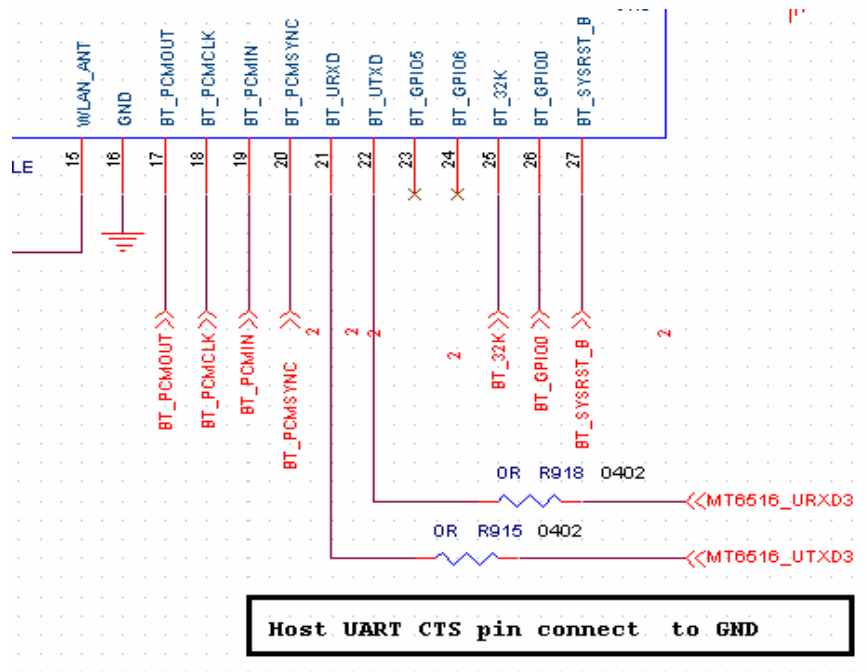 WLAN_ANT
GND
BT_PCMOUT
BT_PCMCLK
BT_PCMIN
BT_PCMSYNC
BT_URXD
BT_UTXD
BT_GPIO5
BT_GPIO6
BT_32K
BT_GPIO0
BT_SYSRST_B
LE
15
16
17
18
19
20
21
22
23
24
25
26
27
BT_PCMOUT
BT_PCMCLK
BT_PCMIN
BT_PCMSYNC
2
2
2
2
BT_32K
BT_GPIO0
BT_SYSRST_B
2
0R R918 0402
MT6516_URXD3
0R R915 0402
MT6516_UTXD3
Host UART CTS pin connect to GND